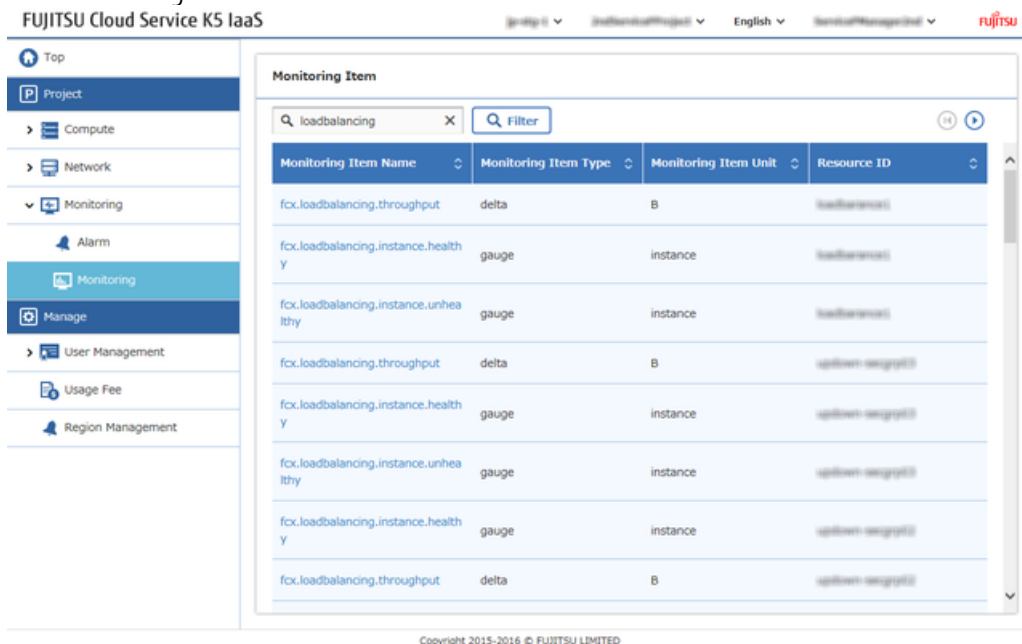 FUJITSU Cloud Service K5 IaaS
English
FUJITSU
Top
Project
Compute
Network
Monitoring
Alarm
Monitoring
Manage
User Management
Usage Fee
Region Management
Monitoring Item
loadbalancing X Filter
Monitoring Item Name Monitoring Item Type Monitoring Item Unit Resource ID
fcx.loadbalancing.throughput delta B
fcx.loadbalancing.instance.health
y gauge instance
fcx.loadbalancing.instance.unhea
lthy gauge instance
fcx.loadbalancing.throughput delta B
fcx.loadbalancing.instance.health
y gauge instance
fcx.loadbalancing.instance.unhea
lthy gauge instance
fcx.loadbalancing.instance.health
y gauge instance
fcx.loadbalancing.throughput delta B
Copyright 2015-2016 © FUJITSU LIMITED